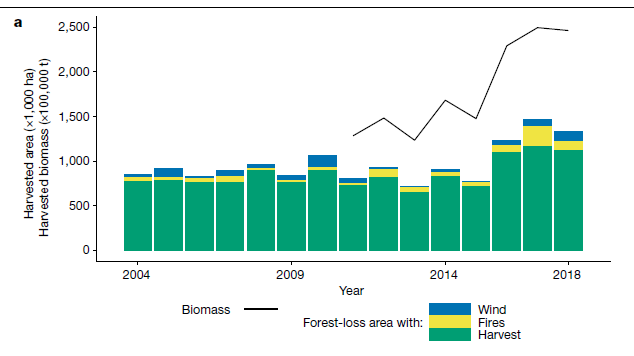 a
Harvested area (×1,000 ha)
Harvested biomass (×100,000 t)
2,500
2,000
1,500
1,000
500
0
2004 2009 2014 2018
Year
Biomass
Forest-loss area with:
Wind
Fires
Harvest